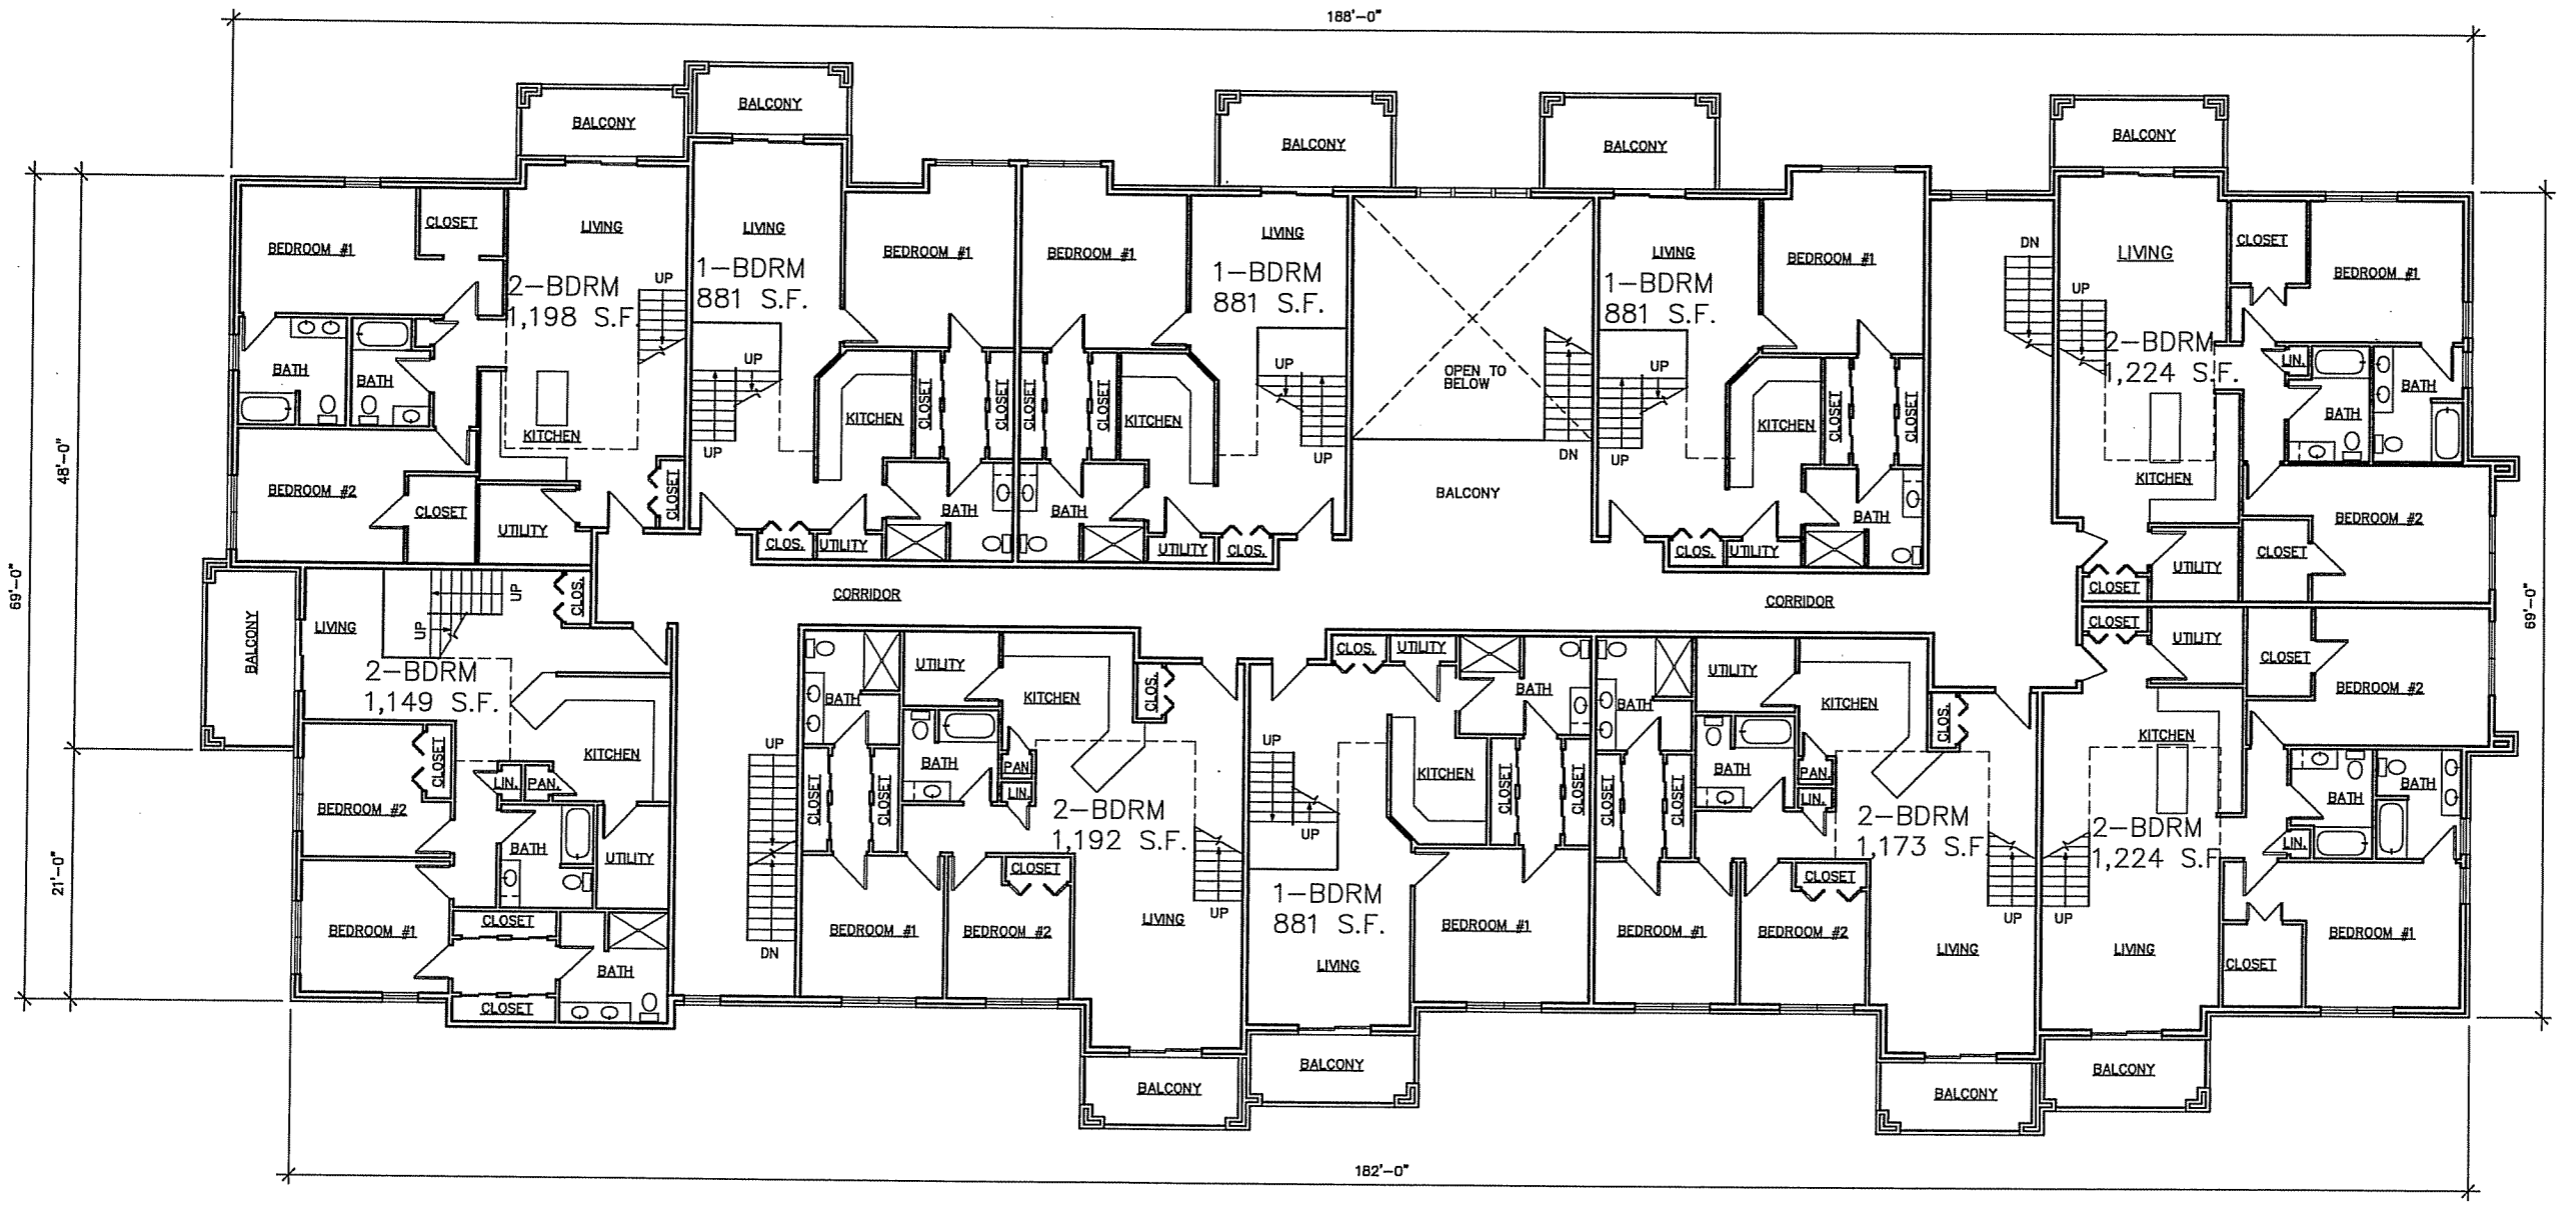 188'-0"
BALCONY
BALCONY
BALCONY
BALCONY
BALCONY
BEDROOM #1
CLOSET
LIVING
2-BDRM
1,198 S.F.
UP
BATH
BATH
KITCHEN
BEDROOM #2
CLOSET
UTILITY
CLOSET
LIVING
1-BDRM
881 S.F.
UP
UP
BEDROOM #1
KITCHEN
CLOSET
CLOSET
BATH
CLOS.
UTILITY
BEDROOM #1
LIVING
1-BDRM
881 S.F.
UP
UP
CLOSET
CLOSET
KITCHEN
BATH
UTILITY
CLOS.
OPEN TO
BELOW
DN
BALCONY
LIVING
1-BDRM
881 S.F.
UP
UP
BEDROOM #1
KITCHEN
CLOSET
CLOSET
BATH
CLOS.
UTILITY
DN
UP
LIVING
2-BDRM
1,224 S.F.
CLOSET
BEDROOM #1
LIN.
BATH
BATH
KITCHEN
BEDROOM #2
CLOSET
UTILITY
CLOSET
48'-0"
69'-0"
21'-0"
69'-0"
CORRIDOR
CORRIDOR
BALCONY
LIVING
UP
UP
CLOS.
2-BDRM
1,149 S.F.
KITCHEN
BEDROOM #2
CLOSET
LIN.
PAN.
BATH
UTILITY
BEDROOM #1
CLOSET
BATH
CLOSET
UP
DN
BATH
UTILITY
KITCHEN
CLOS.
BATH
PAN.
LIN.
CLOSET
CLOSET
2-BDRM
1,192 S.F.
CLOSET
BEDROOM #1
BEDROOM #2
LIVING
UP
CLOS.
UTILITY
BATH
UP
UP
KITCHEN
CLOSET
CLOSET
1-BDRM
881 S.F.
BEDROOM #1
LIVING
BATH
UTILITY
KITCHEN
CLOS.
BATH
PAN.
LIN.
CLOSET
CLOSET
2-BDRM
1,173 S.F.
CLOSET
BEDROOM #1
BEDROOM #2
LIVING
UP
CLOSET
UTILITY
CLOSET
BEDROOM #2
KITCHEN
BATH
BATH
LIN.
2-BDRM
1,224 S.F.
UP
LIVING
CLOSET
BEDROOM #1
BALCONY
BALCONY
BALCONY
BALCONY
182'-0"